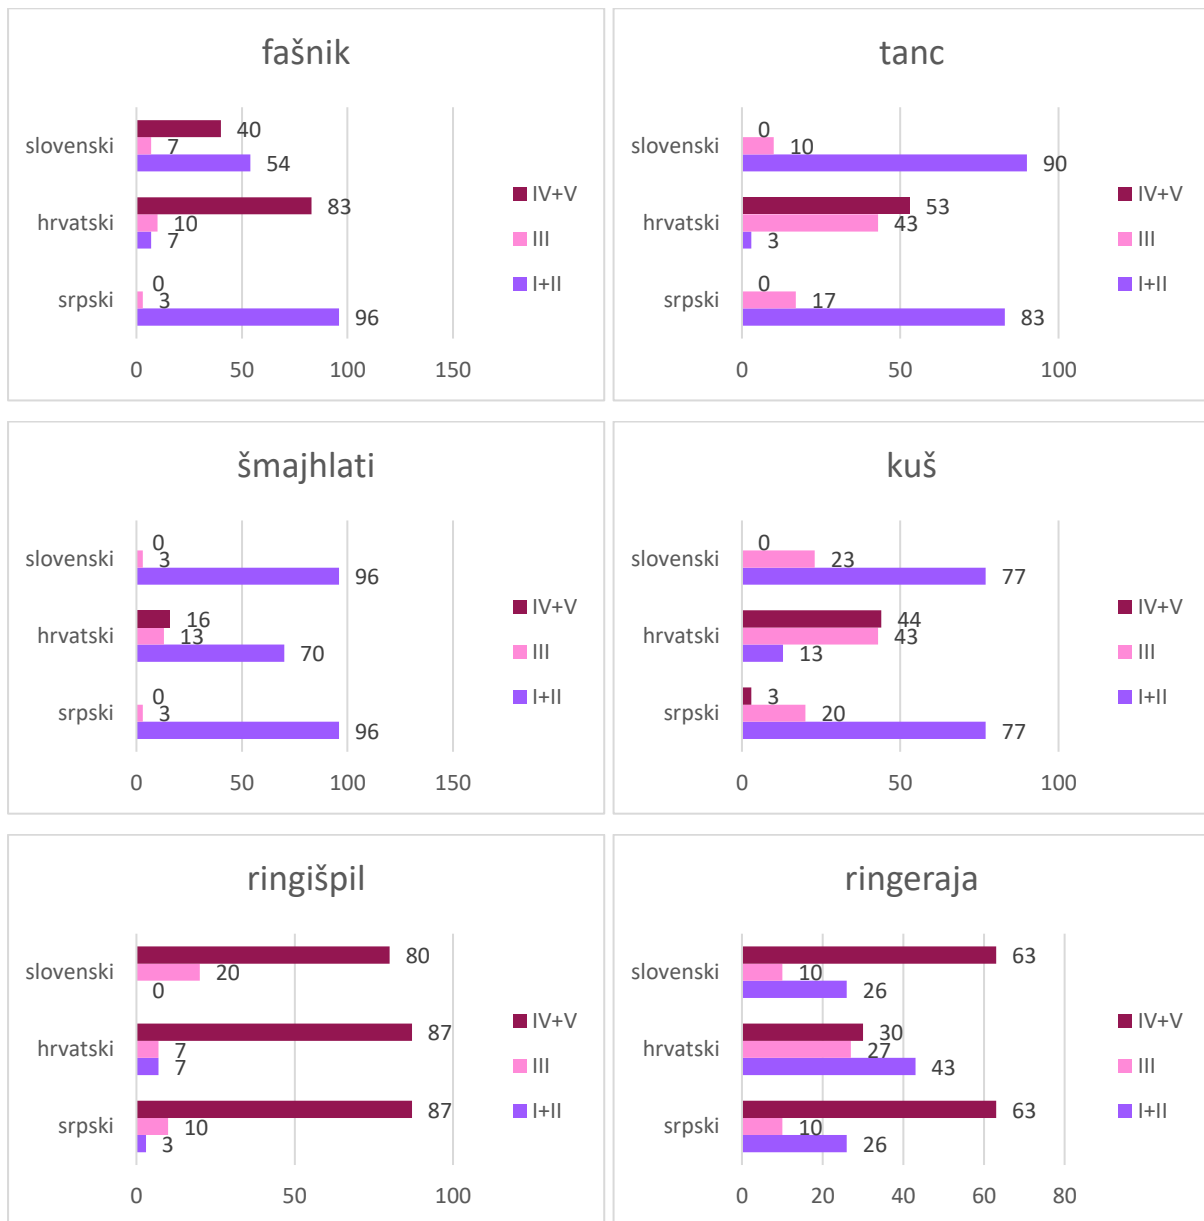 fašnik
slovenski
40
7
54
hrvatski
83
10
7
srpski
0
3
96
0 50 100 150
IV+V
III
I+II
tanc
slovenski
0
10
90
hrvatski
53
43
3
srpski
0
17
83
0 50 100
IV+V
III
I+II
šmajhlati
slovenski
0
3
96
hrvatski
16
13
70
srpski
0
3
96
0 50 100 150
IV+V
III
I+II
kuš
slovenski
0
23
77
hrvatski
44
43
13
srpski
3
20
77
0 50 100
IV+V
III
I+II
ringišpil
slovenski
80
20
0
hrvatski
87
7
7
srpski
87
10
3
0 50 100
IV+V
III
I+II
ringeraja
slovenski
63
10
26
hrvatski
30
27
43
srpski
63
10
26
0 20 40 60 80
IV+V
III
I+II